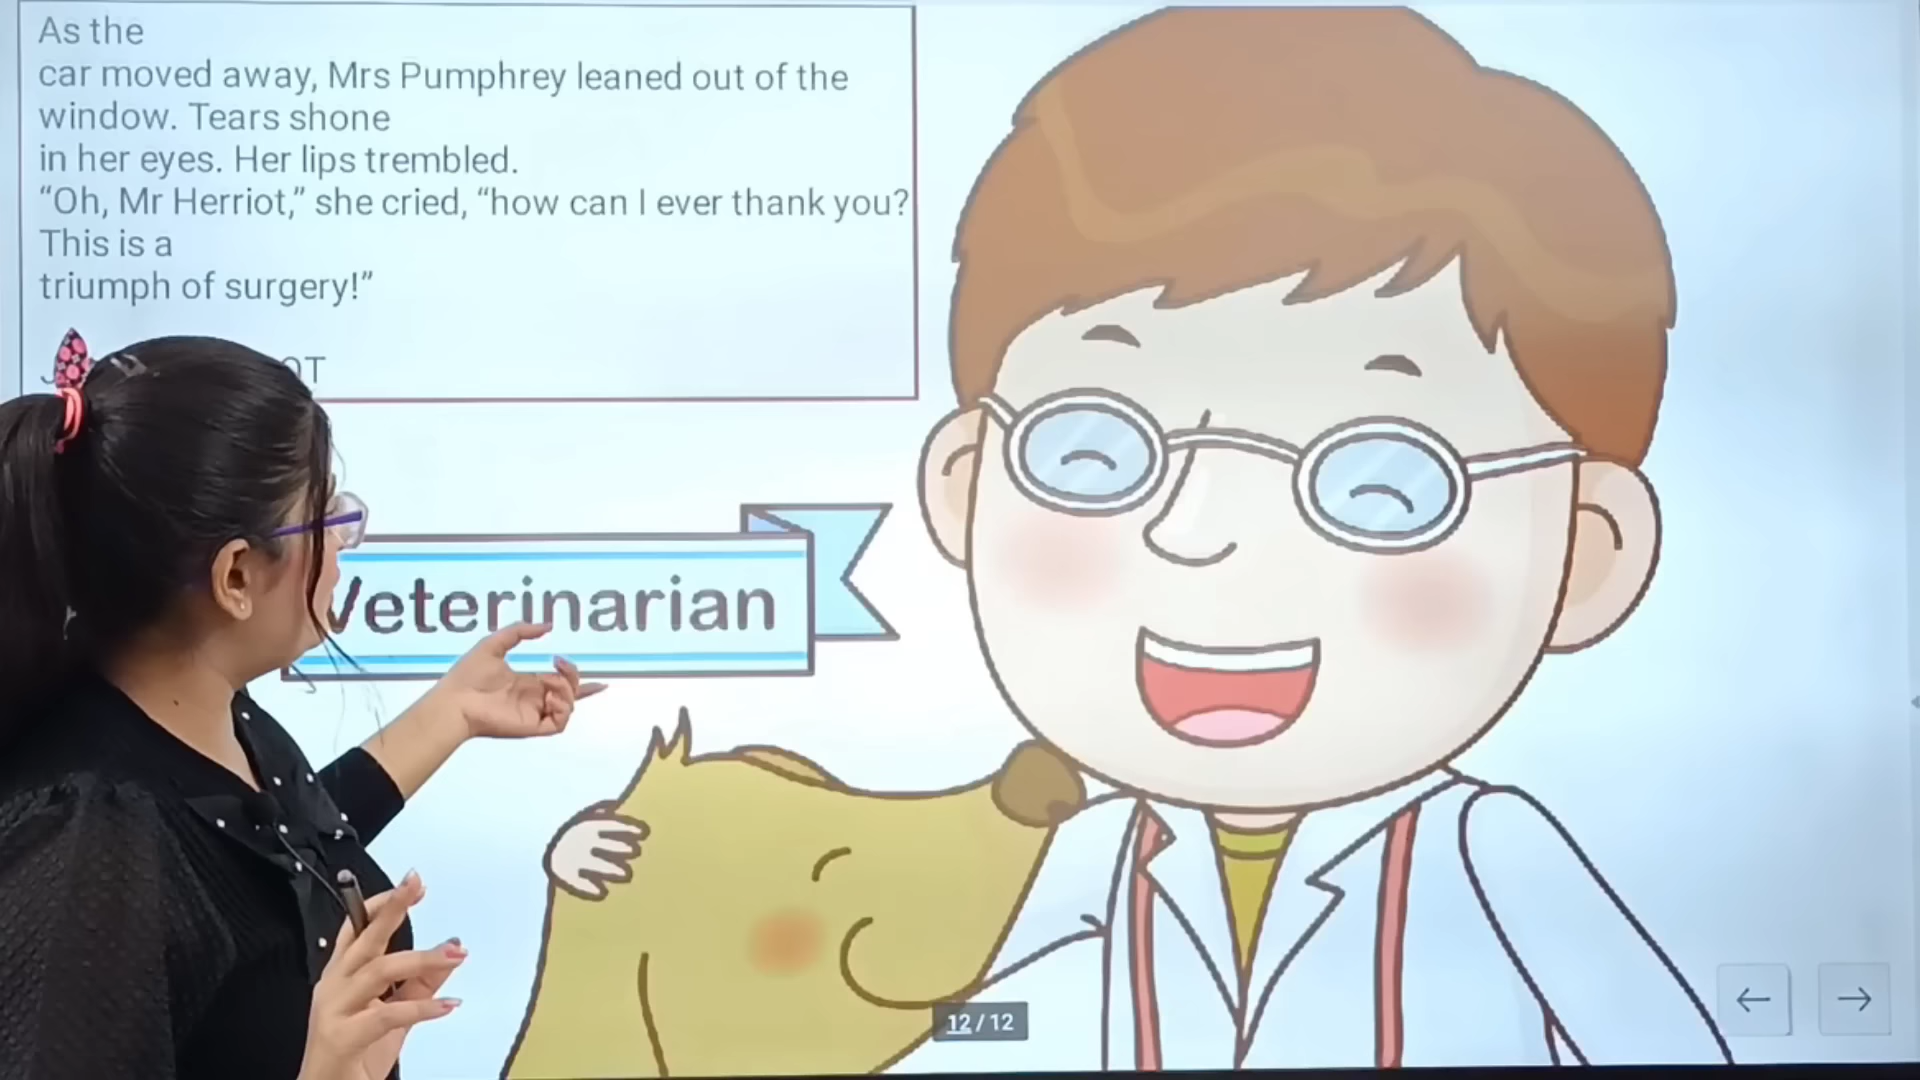 As the
car moved away, Mrs Pumphrey leaned out of the
window. Tears shone
in her eyes. Her lips trembled.
“Oh, Mr Herriot,” she cried, “how can I ever thank you?
This is a
triumph of surgery!”
Veterinarian
12 / 12